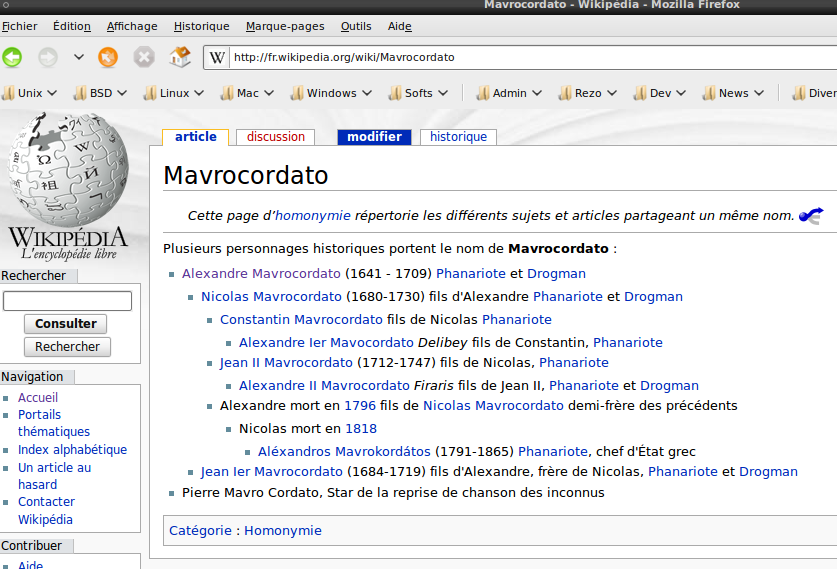 Mavrocordato - Wikipédia - Mozilla Firefox
Fichier Édition Affichage Historique Marque-pages Outils Aide
W http://fr.wikipedia.org/wiki/Mavrocordato
Unix BSD Linux Mac Windows Softs Admin Rezo Dev News Diver
article discussion modifier historique
WIKIPÉDIA
L'encyclopédie libre
Rechercher
Consulter
Rechercher
Navigation
Accueil
Portails
thématiques
Index alphabétique
Un article au
hasard
Contacter
Wikipédia
Contribuer
Aide
Mavrocordato
Cette page d'homonymie répertorie les différents sujets et articles partageant un même nom.
Plusieurs personnages historiques portent le nom de Mavrocordato :
Alexandre Mavrocordato (1641 - 1709) Phanariote et Drogman
Nicolas Mavrocordato (1680-1730) fils d'Alexandre Phanariote et Drogman
Constantin Mavrocordato fils de Nicolas Phanariote
Alexandre Ier Mavocordato Delibey fils de Constantin, Phanariote
Jean II Mavrocordato (1712-1747) fils de Nicolas, Phanariote
Alexandre II Mavrocordato Firaris fils de Jean II, Phanariote et Drogman
Alexandre mort en 1796 fils de Nicolas Mavrocordato demi-frère des précédents
Nicolas mort en 1818
Aléxandros Mavrokordátos (1791-1865) Phanariote, chef d'État grec
Jean Ier Mavrocordato (1684-1719) fils d'Alexandre, frère de Nicolas, Phanariote et Drogman
Pierre Mavro Cordato, Star de la reprise de chanson des inconnus
Catégorie : Homonymie